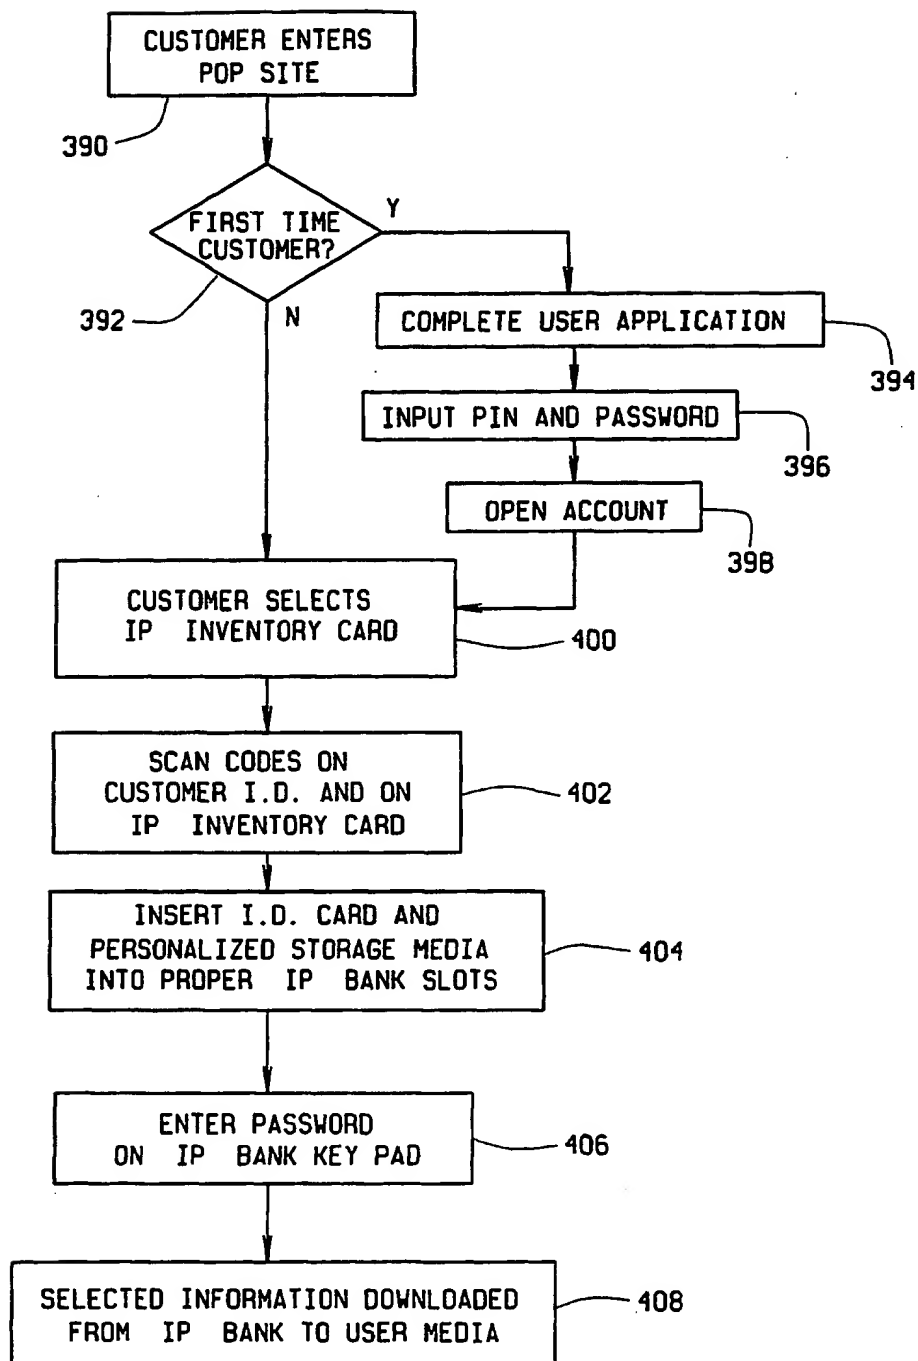 CUSTOMER ENTERS
POP SITE
390
FIRST TIME
CUSTOMER?
Y
392
N
COMPLETE USER APPLICATION
394
INPUT PIN AND PASSWORD
396
OPEN ACCOUNT
398
CUSTOMER SELECTS
IP INVENTORY CARD
400
SCAN CODES ON
CUSTOMER I.D. AND ON
IP INVENTORY CARD
402
INSERT I.D. CARD AND
PERSONALIZED STORAGE MEDIA
INTO PROPER IP BANK SLOTS
404
ENTER PASSWORD
ON IP BANK KEY PAD
406
SELECTED INFORMATION DOWNLOADED
FROM IP BANK TO USER MEDIA
408